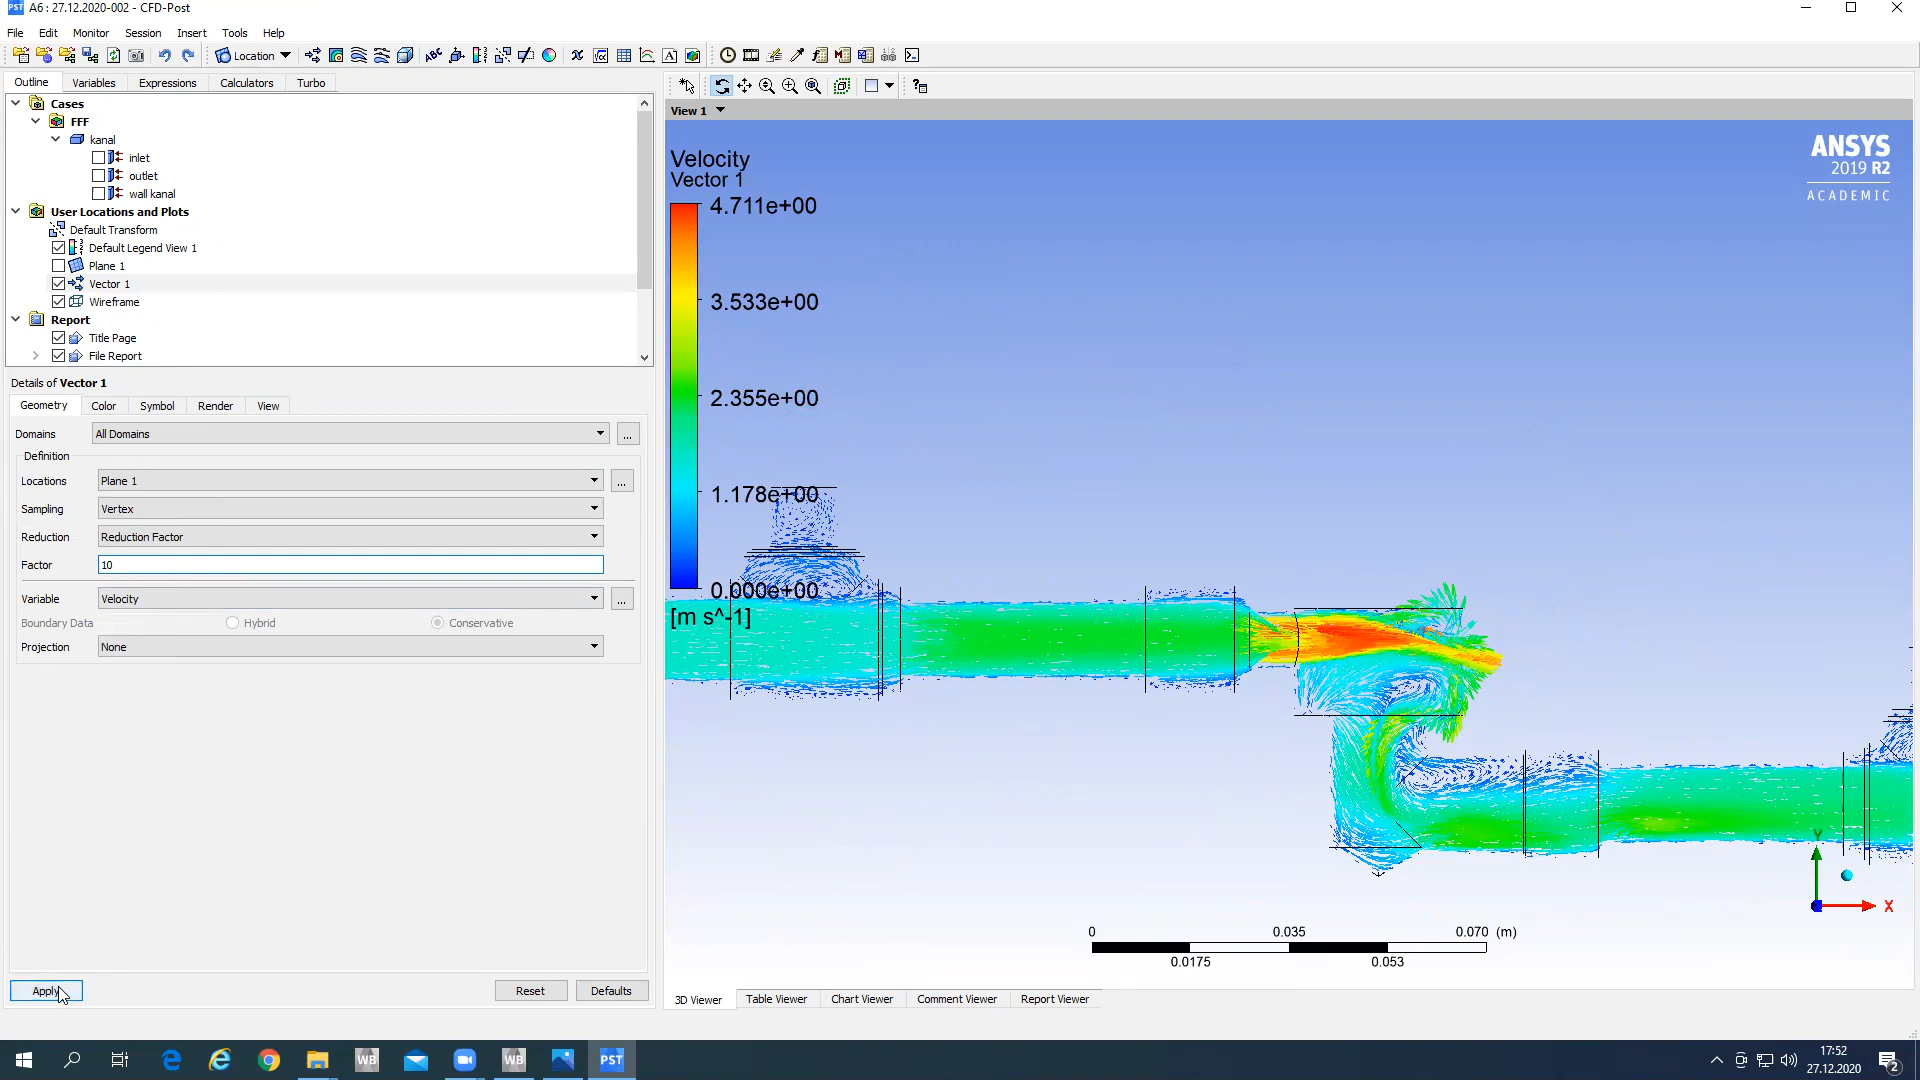 A6 : 27.12.2020-002 - CFD-Post
File Edit Monitor Session Insert Tools Help
Location
Outline Variables Expressions Calculators Turbo
Cases
FFF
kanal
inlet
outlet
wall kanal
User Locations and Plots
Default Transform
Default Legend View 1
Plane 1
Vector 1
Wireframe
Report
Title Page
File Report
Details of Vector 1
Geometry Color Symbol Render View
Domains All Domains ...
Definition
Locations Plane 1 ...
Sampling Vertex
Reduction Reduction Factor
Factor 10
Variable Velocity ...
Boundary Data Hybrid Conservative
Projection None
Apply Reset Defaults
View 1
Velocity
Vector 1
4.711e+00
3.533e+00
2.355e+00
1.178e+00
0.000e+00
[m s^-1]
ANSYS
2019 R2
ACADEMIC
Y
X
0 0.035 0.070 (m)
0.0175 0.053
3D Viewer Table Viewer Chart Viewer Comment Viewer Report Viewer
WB WB PST
17:52
27.12.2020
2